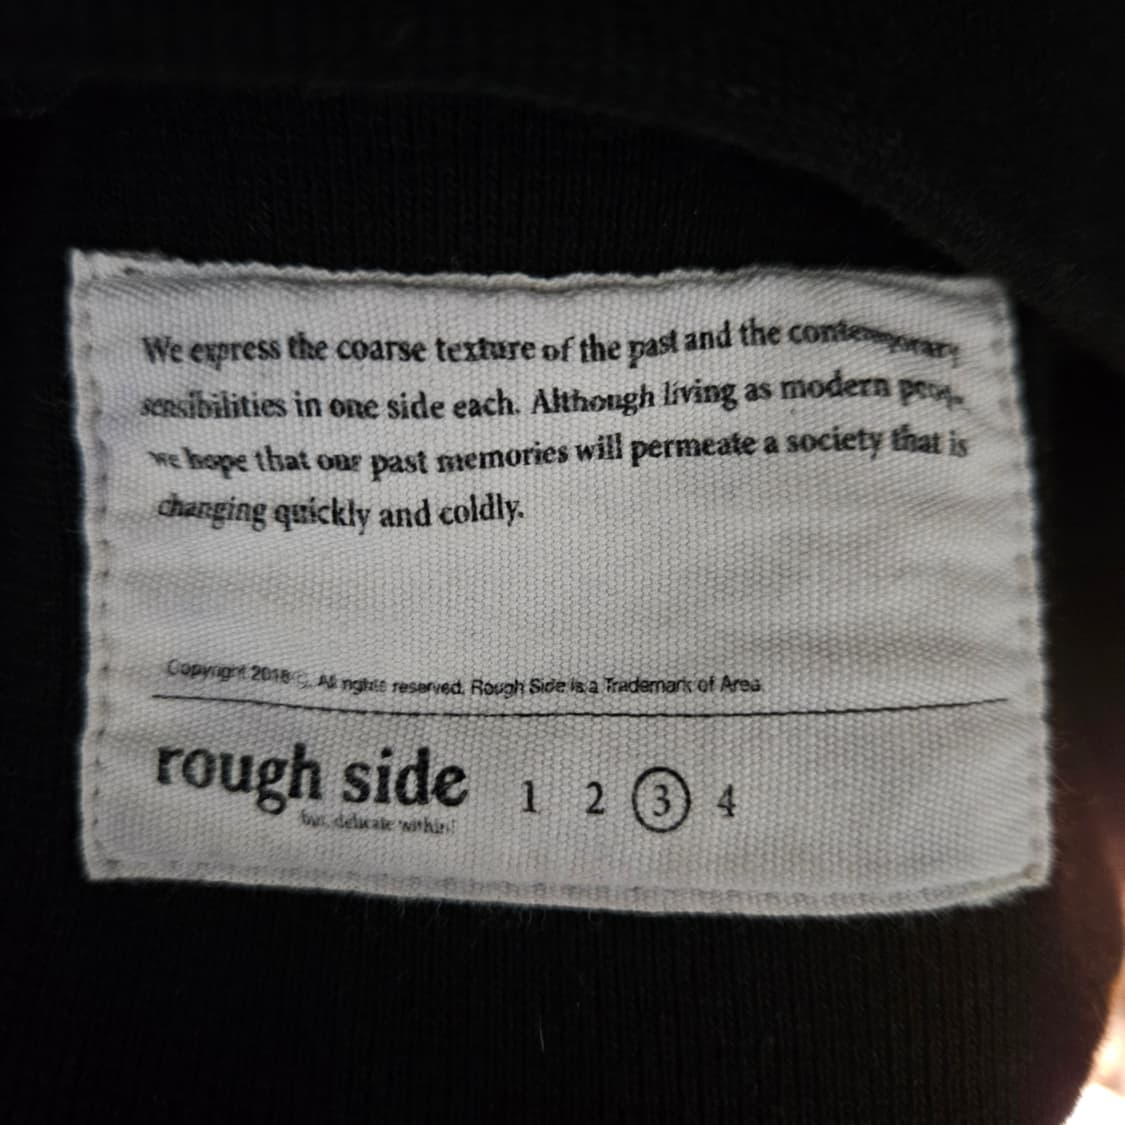 We express the coarse texture of the past and the contemporary
sensibilities in one side each. Although living as modern
we hope that our past memories will permeate a society that is
changing quickly and coldly.
Copyright 2018©. All rights reserved. Rough Side is a Trademark of Area
rough side 1 2 3 4
but, delicate within!